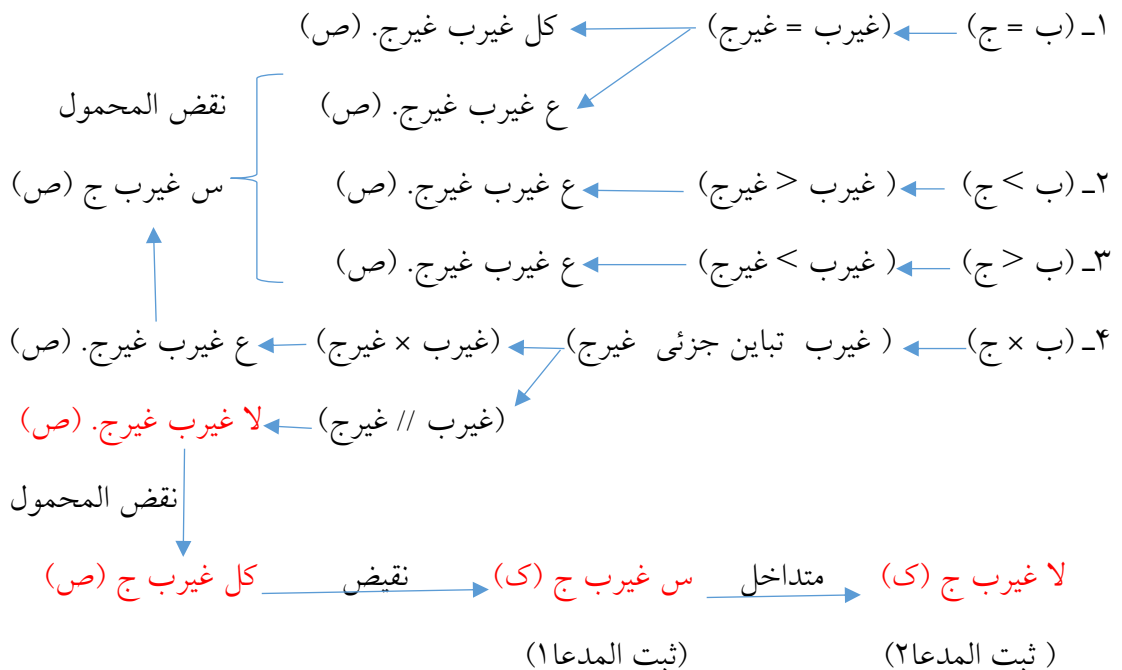 ۱ـ (ب = ج) (غیرب = غیرج) کل غیرب غیرج. (ص)
ع غیرب غیرج. (ص)
نقض المحمول
۲ـ (ب > ج) ( غیرب < غیرج) ع غیرب غیرج. (ص)
س غیرب ج (ص)
۳ـ (ب < ج) ( غیرب > غیرج) ع غیرب غیرج. (ص)
۴ـ (ب × ج) ( غیرب تباین جزئی غیرج) (غیرب × غیرج) ع غیرب غیرج. (ص)
(غیرب // غیرج) لا غیرب غیرج. (ص)
نقض المحمول
لا غیرب ج (ک) متداخل س غیرب ج (ک) نقیض کل غیرب ج (ص)
( ثبت المدعا۲) (ثبت المدعا۱)